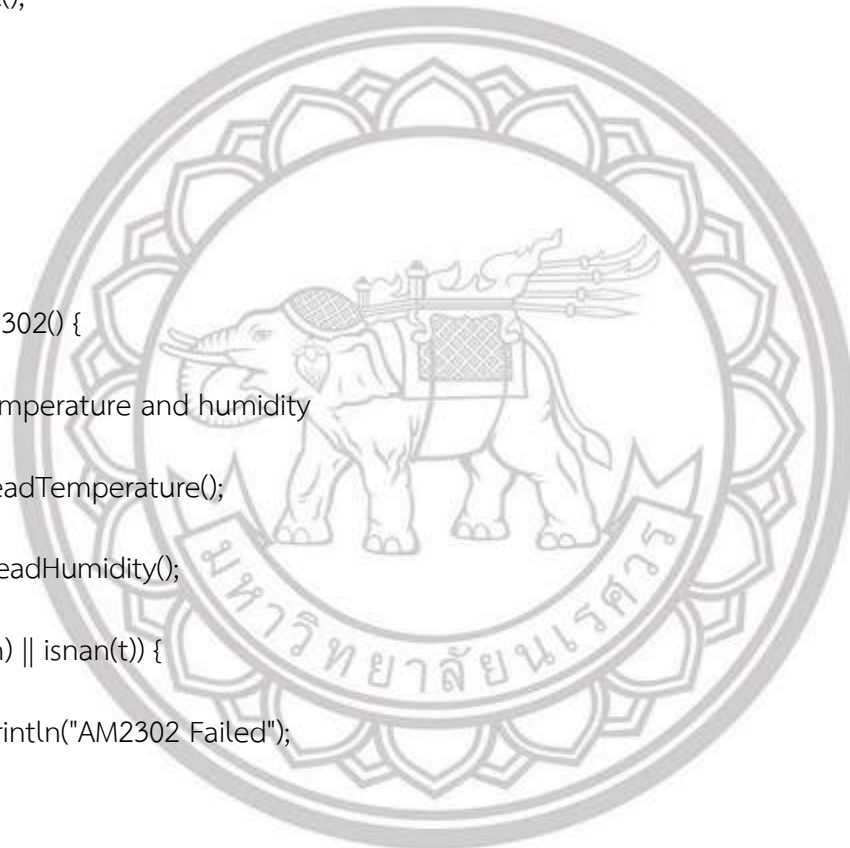 ();
302() {
mperature and humidity
eadTemperature();
eadHumidity();
) || isnan(t)) {
rintln("AM2302 Failed");
มหาวิทยาลัยนเรศวร